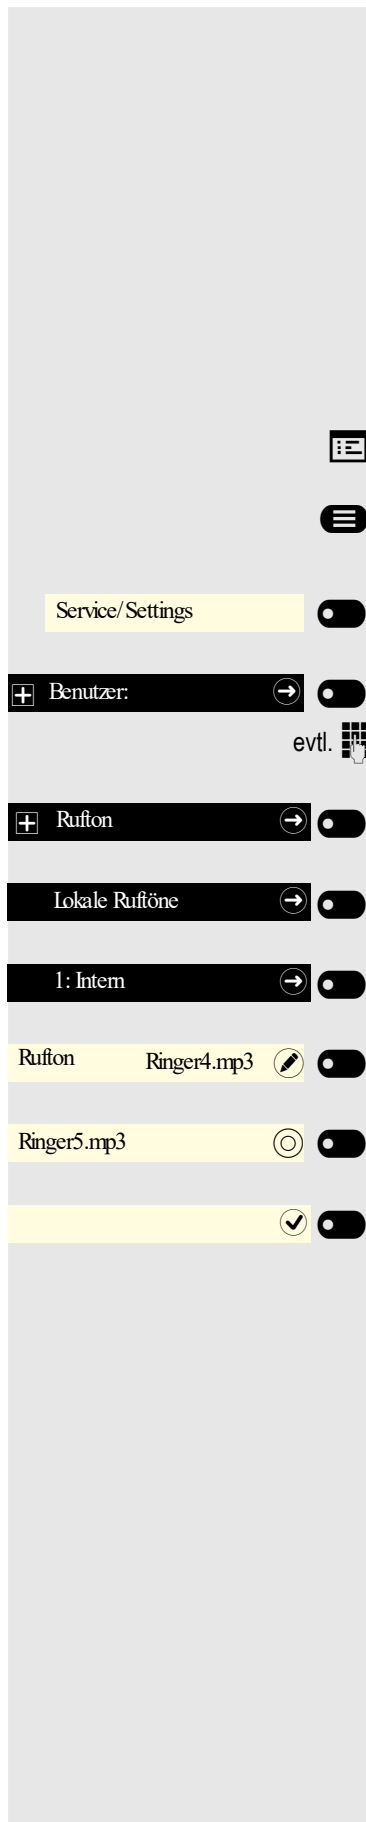 Service/Settings
Benutzer:
evtl.
Rufton
Lokale Ruftöne
1: Intern
Rufton Ringer4.mp3
Ringer5.mp3